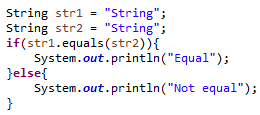 String str1 = "String";
String str2 = "String";
if(str1.equals(str2)){
    System.out.println("Equal");
}else{
    System.out.println("Not equal");
}